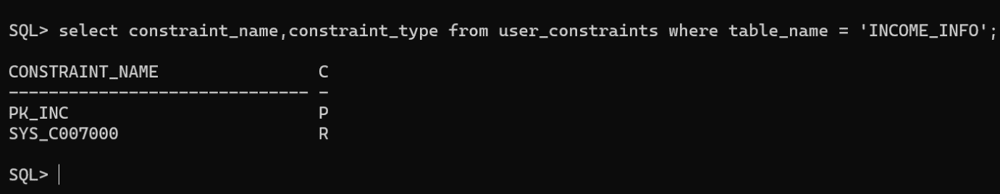 SQL> select constraint_name,constraint_type from user_constraints where table_name = 'INCOME_INFO';
CONSTRAINT_NAME                C
------------------------------ -
PK_INC                         P
SYS_C007000                    R
SQL>